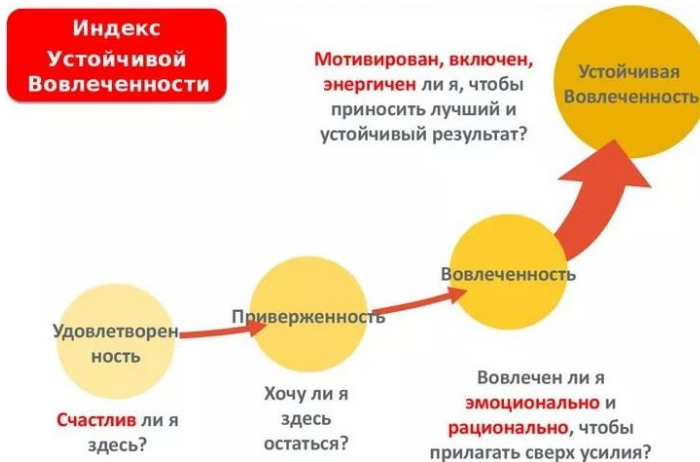 Индекс
Устойчивой
Вовлеченности
Мотивирован, включен,
энергичен ли я, чтобы
приносить лучший и
устойчивый результат?
Устойчивая
Вовлеченность
Вовлеченность
Приверженность
Удовлетворен
ность
Счастлив ли я
здесь?
Хочу ли я
здесь
остаться?
Вовлечен ли я
эмоционально и
рационально, чтобы
прилагать сверх усилия?